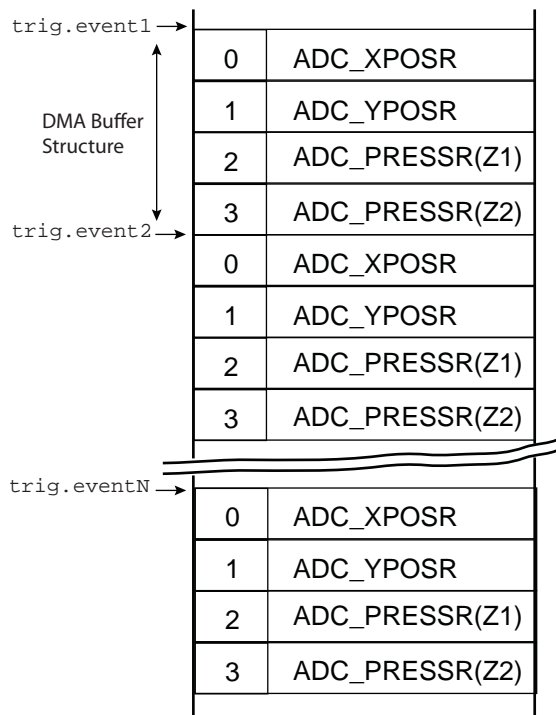 trig.event1
0 ADC_XPOSR
1 ADC_YPOSR
DMA Buffer
Structure
2 ADC_PRESSR(Z1)
3 ADC_PRESSR(Z2)
trig.event2
0 ADC_XPOSR
1 ADC_YPOSR
2 ADC_PRESSR(Z1)
3 ADC_PRESSR(Z2)
trig.eventN
0 ADC_XPOSR
1 ADC_YPOSR
2 ADC_PRESSR(Z1)
3 ADC_PRESSR(Z2)